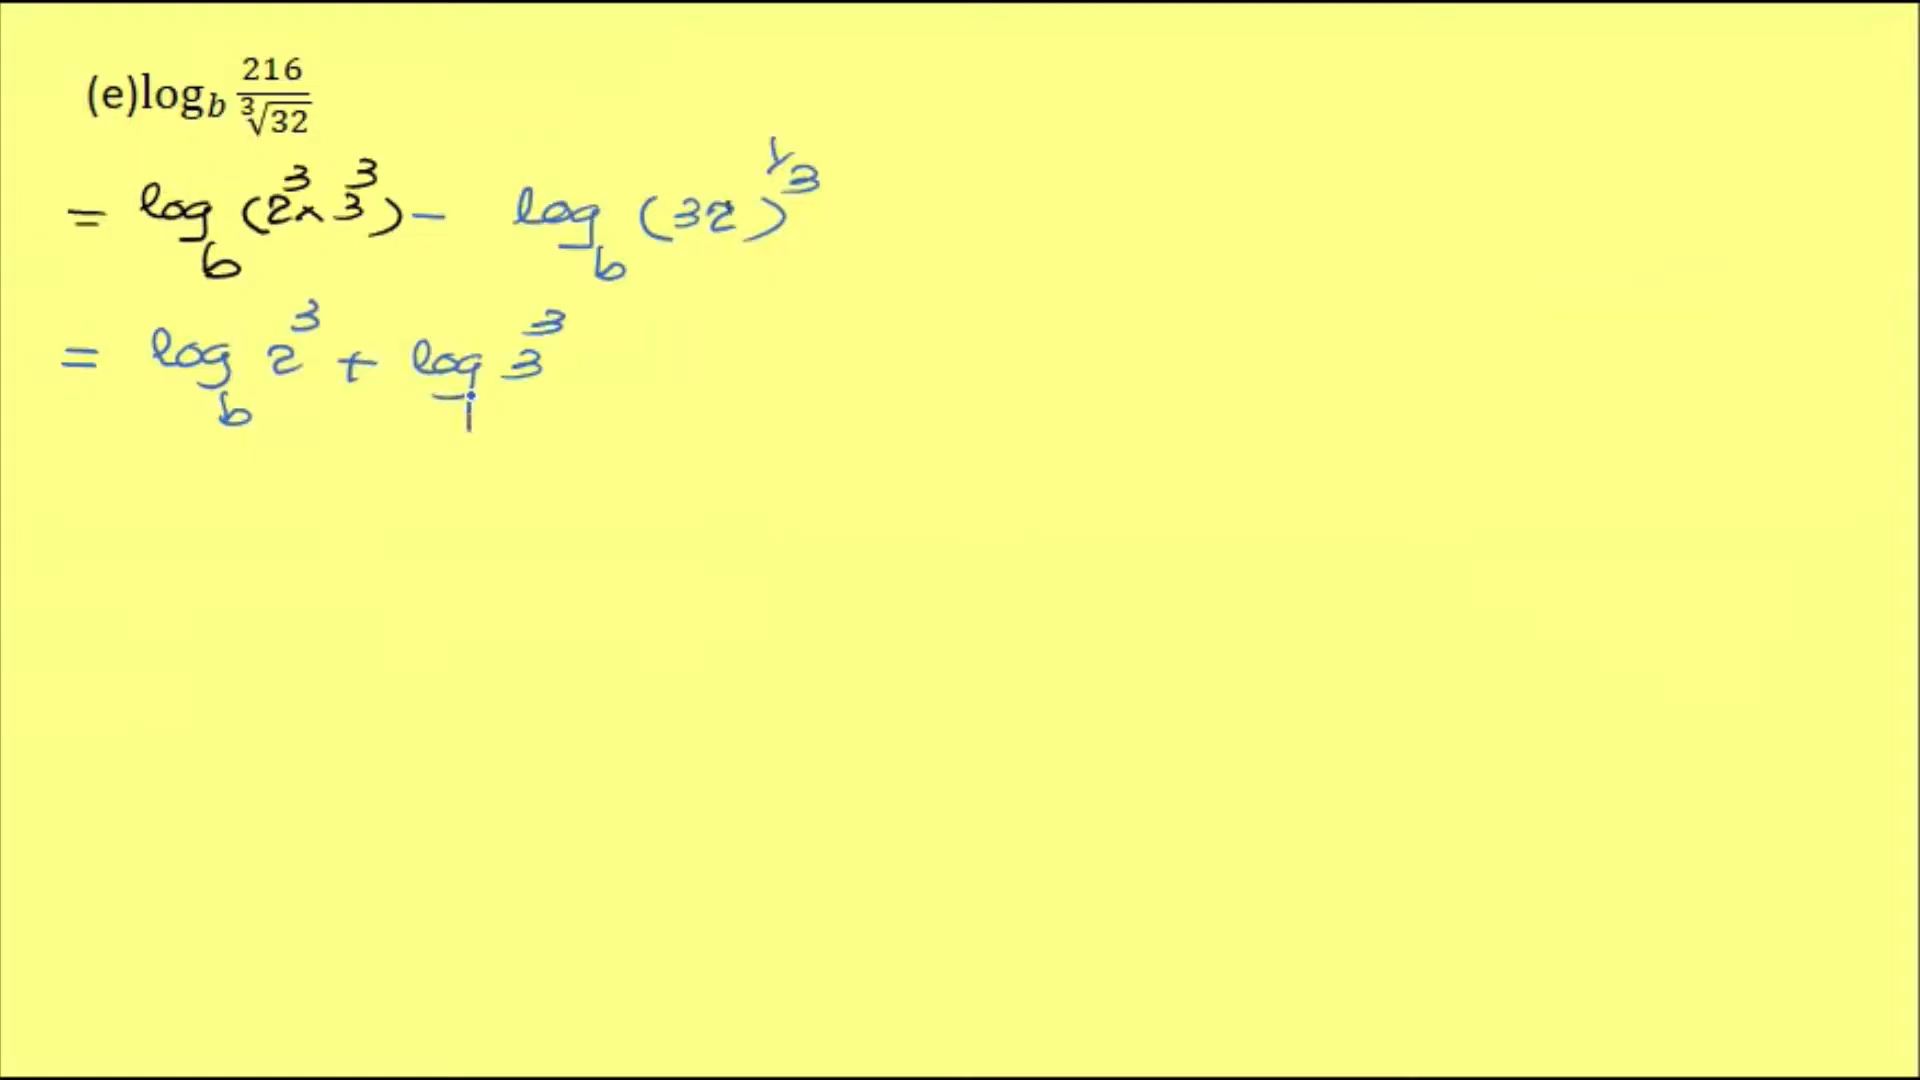 (e)log_b 216/∛32
= log_b (2^3 × 3^3) - log_b (32)^1/3
= log_b 2^3 + log 3^3